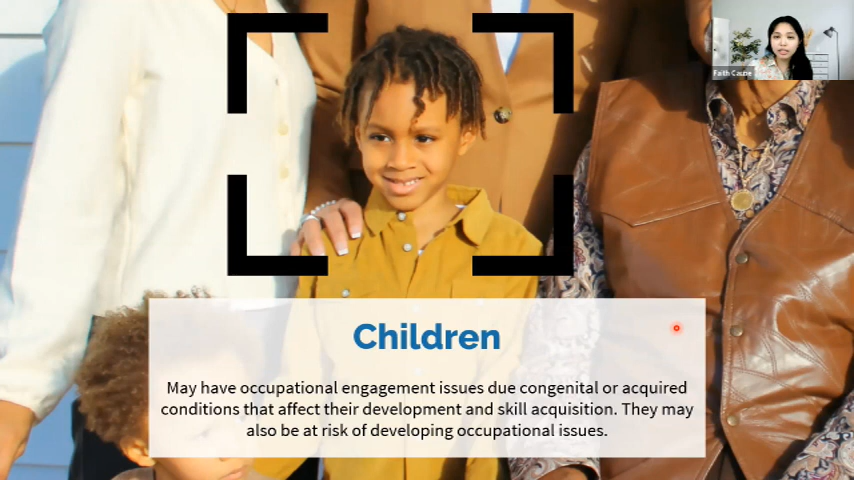 Faith Cazne
Children
May have occupational engagement issues due congenital or acquired
conditions that affect their development and skill acquisition. They may
also be at risk of developing occupational issues.